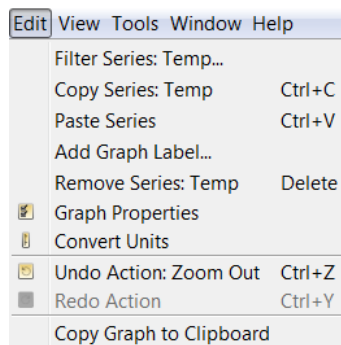 Edit View Tools Window Help
Filter Series: Temp...
Copy Series: Temp Ctrl+C
Paste Series Ctrl+V
Add Graph Label...
Remove Series: Temp Delete
Graph Properties
Convert Units
Undo Action: Zoom Out Ctrl+Z
Redo Action Ctrl+Y
Copy Graph to Clipboard